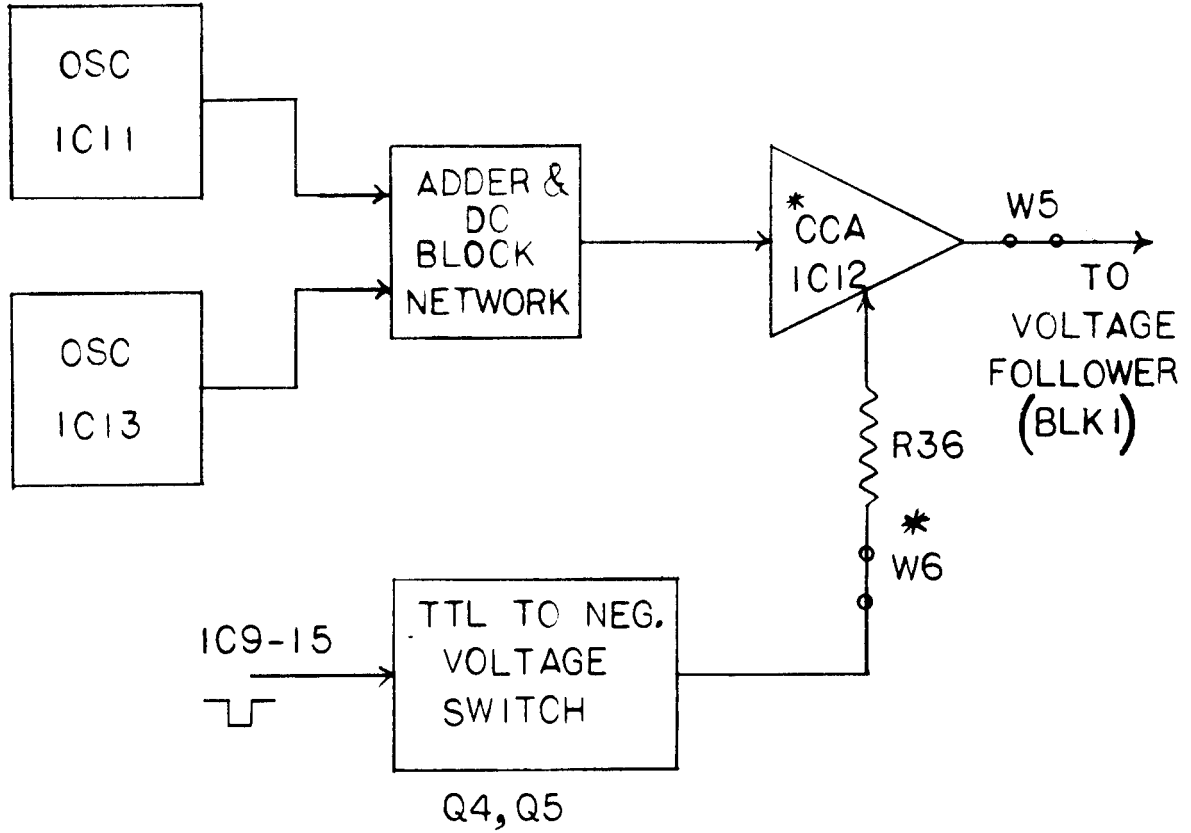 OSC
IC11
ADDER &
DC
BLOCK
NETWORK
OSC
IC13
*
CCA
IC12
W5
TO
VOLTAGE
FOLLOWER
(BLK1)
R36
*
W6
IC9-15
TTL TO NEG.
VOLTAGE
SWITCH
Q4, Q5